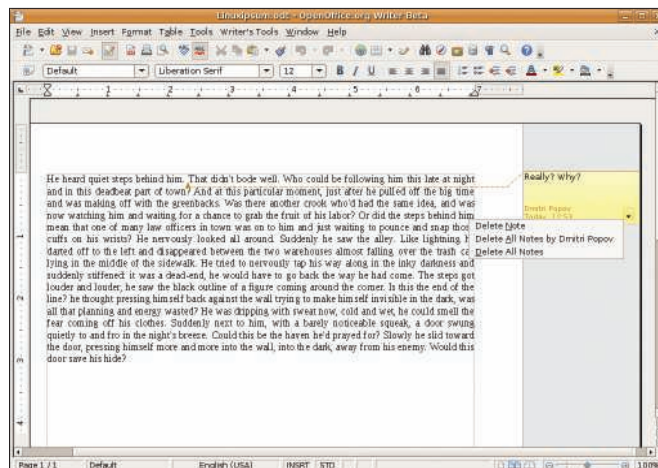 Linuxipsum.odt - OpenOffice.org Writer Beta
File Edit View Insert Format Table Tools Writer's Tools Window Help
Default Liberation Serif 12 B I U A
1 2 3 4 5 6 7
He heard quiet steps behind him. That didn't bode well. Who could be following him this late at night
and in this deadbeat part of town? And at this particular moment, just after he pulled off the big time
and was making off with the greenbacks. Was there another crook who'd had the same idea, and was
now watching him and waiting for a chance to grab the fruit of his labor? Or did the steps behind him
mean that one of many law officers in town was on to him and just waiting to pounce and snap thos
cuffs on his wrists? He nervously looked all around. Suddenly he saw the alley. Like lightning h
darted off to the left and disappeared between the two warehouses almost falling over the trash ca
lying in the middle of the sidewalk. He tried to nervously tap his way along in the inky darkness and
suddenly stiffened: it was a dead-end, he would have to go back the way he had come. The steps got
louder and louder, he saw the black outline of a figure coming around the corner. Is this the end of the
line? he thought pressing himself back against the wall trying to make himself invisible in the dark, was
all that planning and energy wasted? He was dripping with sweat now, cold and wet, he could smell the
fear coming off his clothes. Suddenly next to him, with a barely noticeable squeak, a door swung
quietly to and fro in the night's breeze. Could this be the haven he'd prayed for? Slowly he slid toward
the door, pressing himself more and more into the wall, into the dark, away from his enemy. Would this
door save his hide?
Really? Why?
Dmitri Popov
Today, 12:53
Delete Note
Delete All Notes by Dmitri Popov
Delete All Notes
1
2
3
4
Page 1 / 1 Default English (USA) INSRT STD 100%